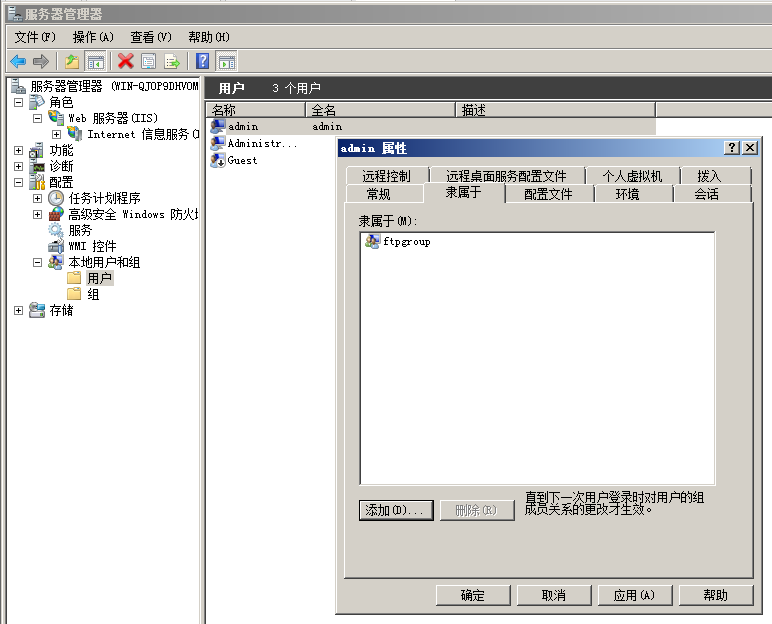 服务器管理器
文件(F) 操作(A) 查看(V) 帮助(H)
服务器管理器 (WIN-QJOP9DHVOM
角色
Web 服务器(IIS)
Internet 信息服务(I
功能
诊断
配置
任务计划程序
高级安全 Windows 防火墙
服务
WMI 控件
本地用户和组
用户
组
存储
用户 3 个用户
名称 全名 描述
admin admin
Administr...
Guest
admin 属性
远程控制 远程桌面服务配置文件 个人虚拟机 拨入
常规 隶属于 配置文件 环境 会话
隶属于(M):
ftpgroup
添加(D)... 删除(R)
直到下一次用户登录时对用户的组
成员关系的更改才生效。
确定 取消 应用(A) 帮助